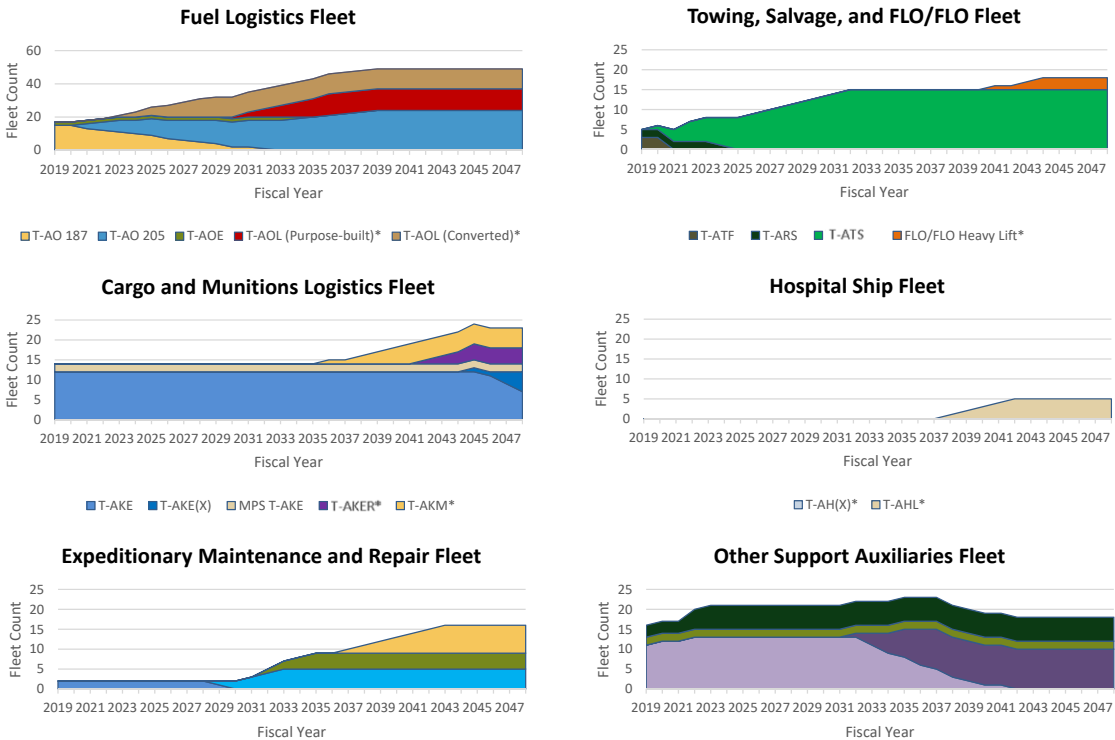 Fuel Logistics Fleet
60
40
20
0
Fleet Count
2019 2021 2023 2025 2027 2029 2031 2033 2035 2037 2039 2041 2043 2045 2047
Fiscal Year
T-AO 187 T-AO 205 T-AOE T-AOL (Purpose-built)* T-AOL (Converted)*
Towing, Salvage, and FLO/FLO Fleet
25
20
15
10
5
0
Fleet Count
2019 2021 2023 2025 2027 2029 2031 2033 2035 2037 2039 2041 2043 2045 2047
Fiscal Year
T-ATF T-ARS T-ATS FLO/FLO Heavy Lift*
Cargo and Munitions Logistics Fleet
25
20
15
10
5
0
Fleet Count
2019 2021 2023 2025 2027 2029 2031 2033 2035 2037 2039 2041 2043 2045 2047
Fiscal Year
T-AKE T-AKE(X) MPS T-AKE T-AKER* T-AKM*
Hospital Ship Fleet
25
20
15
10
5
0
Fleet Count
2019 2021 2023 2025 2027 2029 2031 2033 2035 2037 2039 2041 2043 2045 2047
Fiscal Year
T-AH(X)* T-AHL*
Expeditionary Maintenance and Repair Fleet
25
20
15
10
5
0
Fleet Count
2019 2021 2023 2025 2027 2029 2031 2033 2035 2037 2039 2041 2043 2045 2047
Fiscal Year
Other Support Auxiliaries Fleet
25
20
15
10
5
0
Fleet Count
2019 2021 2023 2025 2027 2029 2031 2033 2035 2037 2039 2041 2043 2045 2047
Fiscal Year